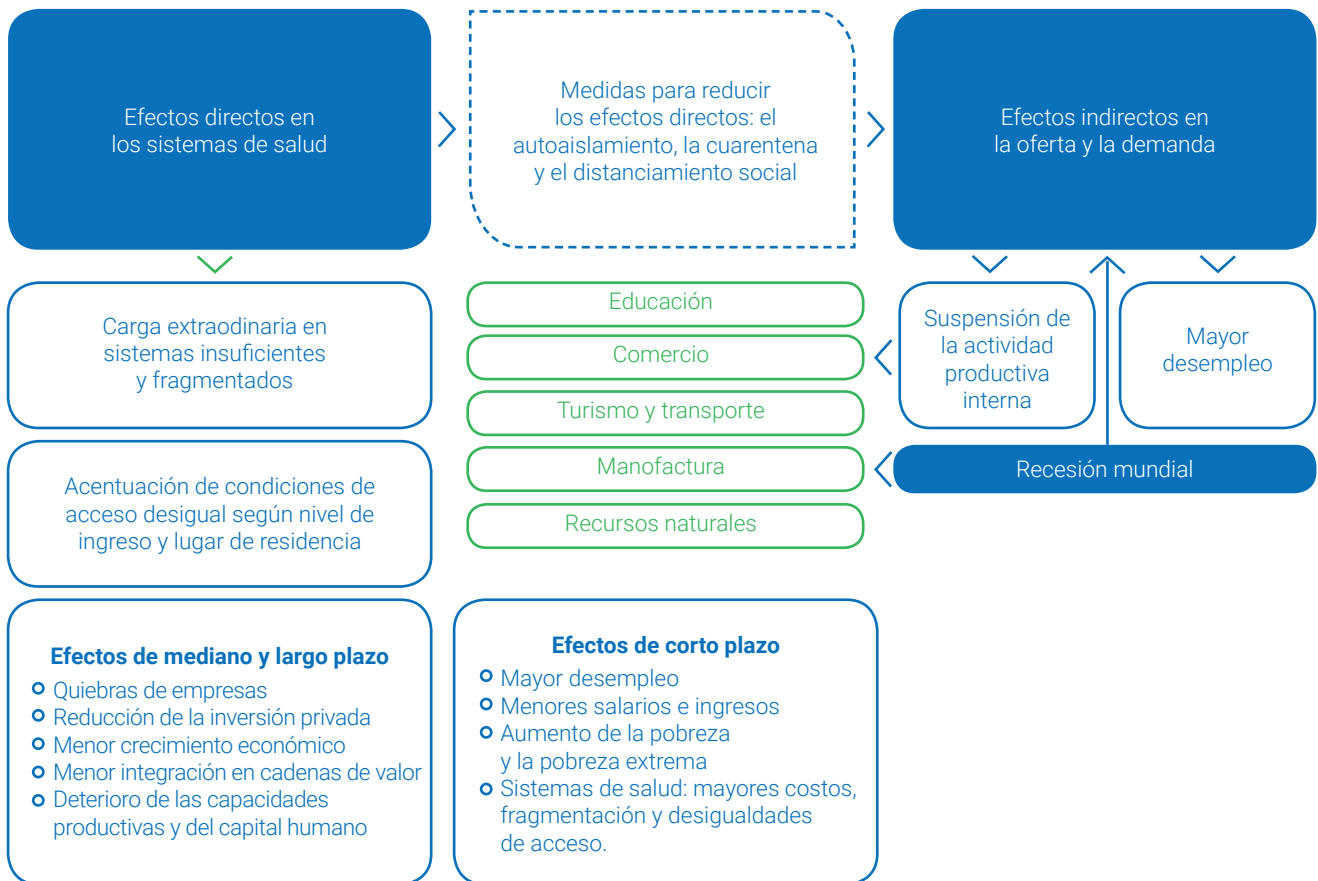 Efectos directos en
los sistemas de salud
Medidas para reducir
los efectos directos: el
autoaislamiento, la cuarentena
y el distanciamiento social
Efectos indirectos en
la oferta y la demanda
Carga extraodinaria en
sistemas insuficientes
y fragmentados
Acentuación de condiciones de
acceso desigual según nivel de
ingreso y lugar de residencia
Educación
Comercio
Turismo y transporte
Manofactura
Recursos naturales
Suspensión de
la actividad
productiva
interna
Mayor
desempleo
Recesión mundial
Efectos de mediano y largo plazo
Quiebras de empresas
Reducción de la inversión privada
Menor crecimiento económico
Menor integración en cadenas de valor
Deterioro de las capacidades
productivas y del capital humano
Efectos de corto plazo
Mayor desempleo
Menores salarios e ingresos
Aumento de la pobreza
y la pobreza extrema
Sistemas de salud: mayores costos,
fragmentación y desigualdades
de acceso.